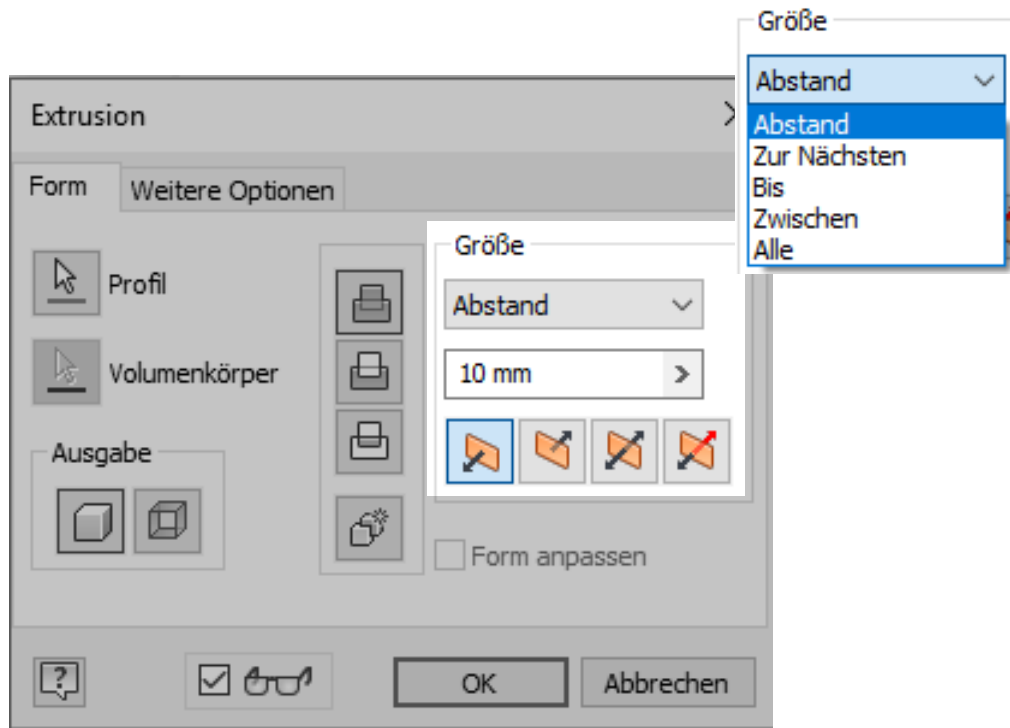 Größe
Abstand
Abstand
Zur Nächsten
Bis
Zwischen
Alle
Extrusion
Form
Weitere Optionen
Profil
Volumenkörper
Ausgabe
Größe
Abstand
10 mm
Form anpassen
?
OK
Abbrechen